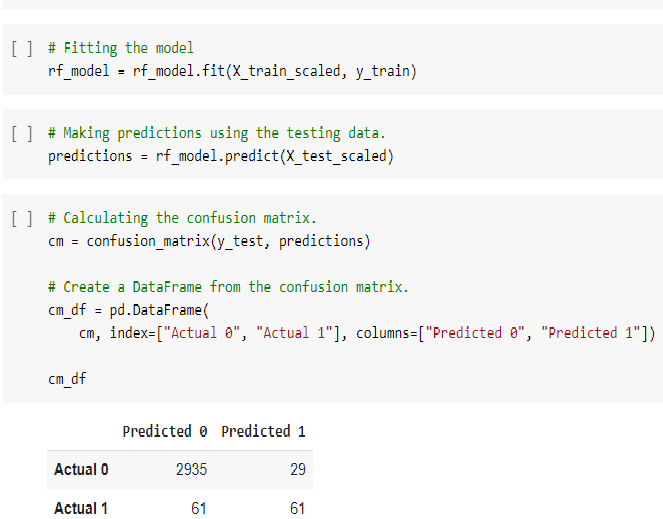 [ ] # Fitting the model
rf_model = rf_model.fit(X_train_scaled, y_train)
[ ] # Making predictions using the testing data.
predictions = rf_model.predict(X_test_scaled)
[ ] # Calculating the confusion matrix.
cm = confusion_matrix(y_test, predictions)
# Create a DataFrame from the confusion matrix.
cm_df = pd.DataFrame(
cm, index=["Actual 0", "Actual 1"], columns=["Predicted 0", "Predicted 1"])
cm_df
Predicted 0 Predicted 1
Actual 0 2935 29
Actual 1 61 61